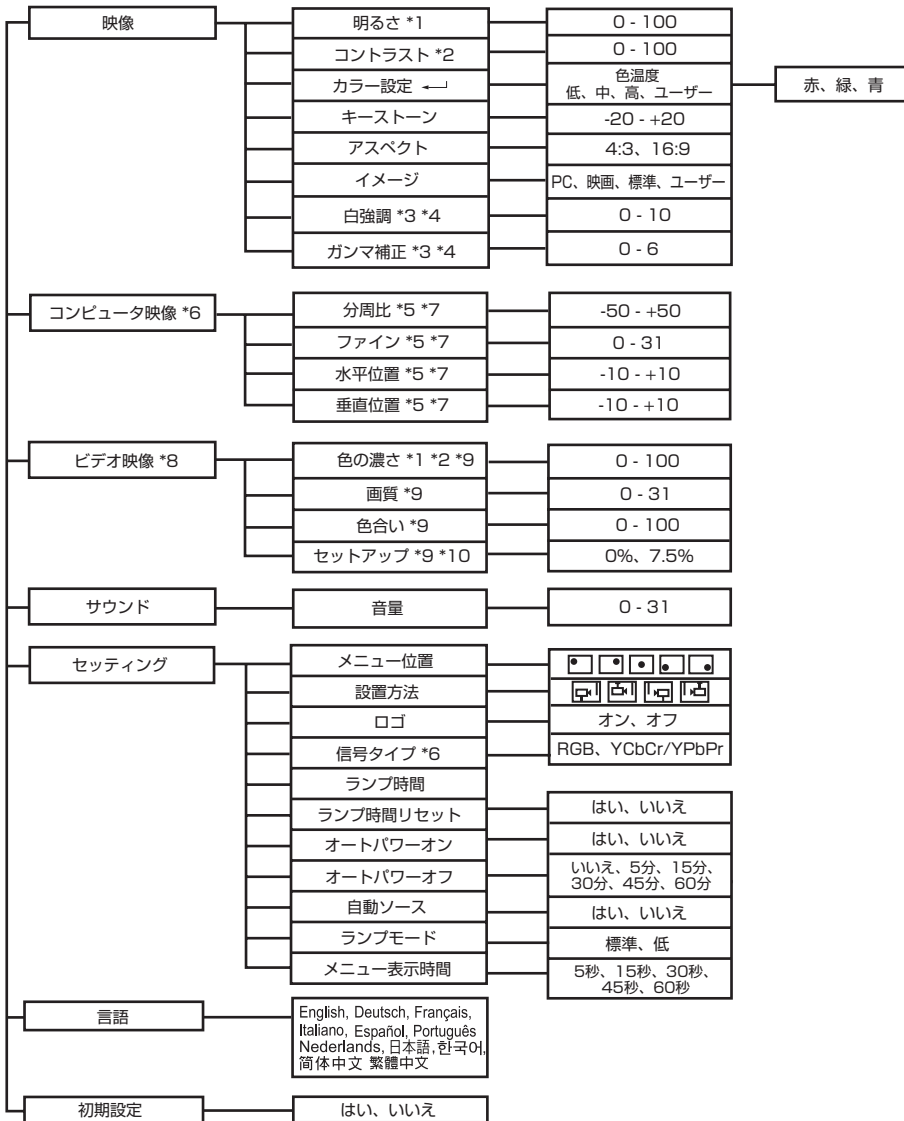 映像
明るさ *1
0 - 100
コントラスト *2
0 - 100
カラー設定
色温度
低、中、高、ユーザー
赤、緑、青
キーストーン
-20 - +20
アスペクト
4:3、16:9
イメージ
PC、映画、標準、ユーザー
白強調 *3 *4
0 - 10
ガンマ補正 *3 *4
0 - 6
コンピュータ映像 *6
分周比 *5 *7
-50 - +50
ファイン *5 *7
0 - 31
水平位置 *5 *7
-10 - +10
垂直位置 *5 *7
-10 - +10
ビデオ映像 *8
色の濃さ *1 *2 *9
0 - 100
画質 *9
0 - 31
色合い *9
0 - 100
セットアップ *9 *10
0%、7.5%
サウンド
音量
0 - 31
セッティング
メニュー位置
設置方法
ロゴ
オン、オフ
信号タイプ *6
RGB、YCbCr/YPbPr
ランプ時間
ランプ時間リセット
はい、いいえ
オートパワーオン
はい、いいえ
オートパワーオフ
いいえ、5分、15分、
30分、45分、60分
自動ソース
はい、いいえ
ランプモード
標準、低
メニュー表示時間
5秒、15秒、30秒、
45秒、60秒
言語
English, Deutsch, Français,
Italiano, Español, Português
Nederlands, 日本語, 한국어,
简体中文 繁體中文
初期設定
はい、いいえ